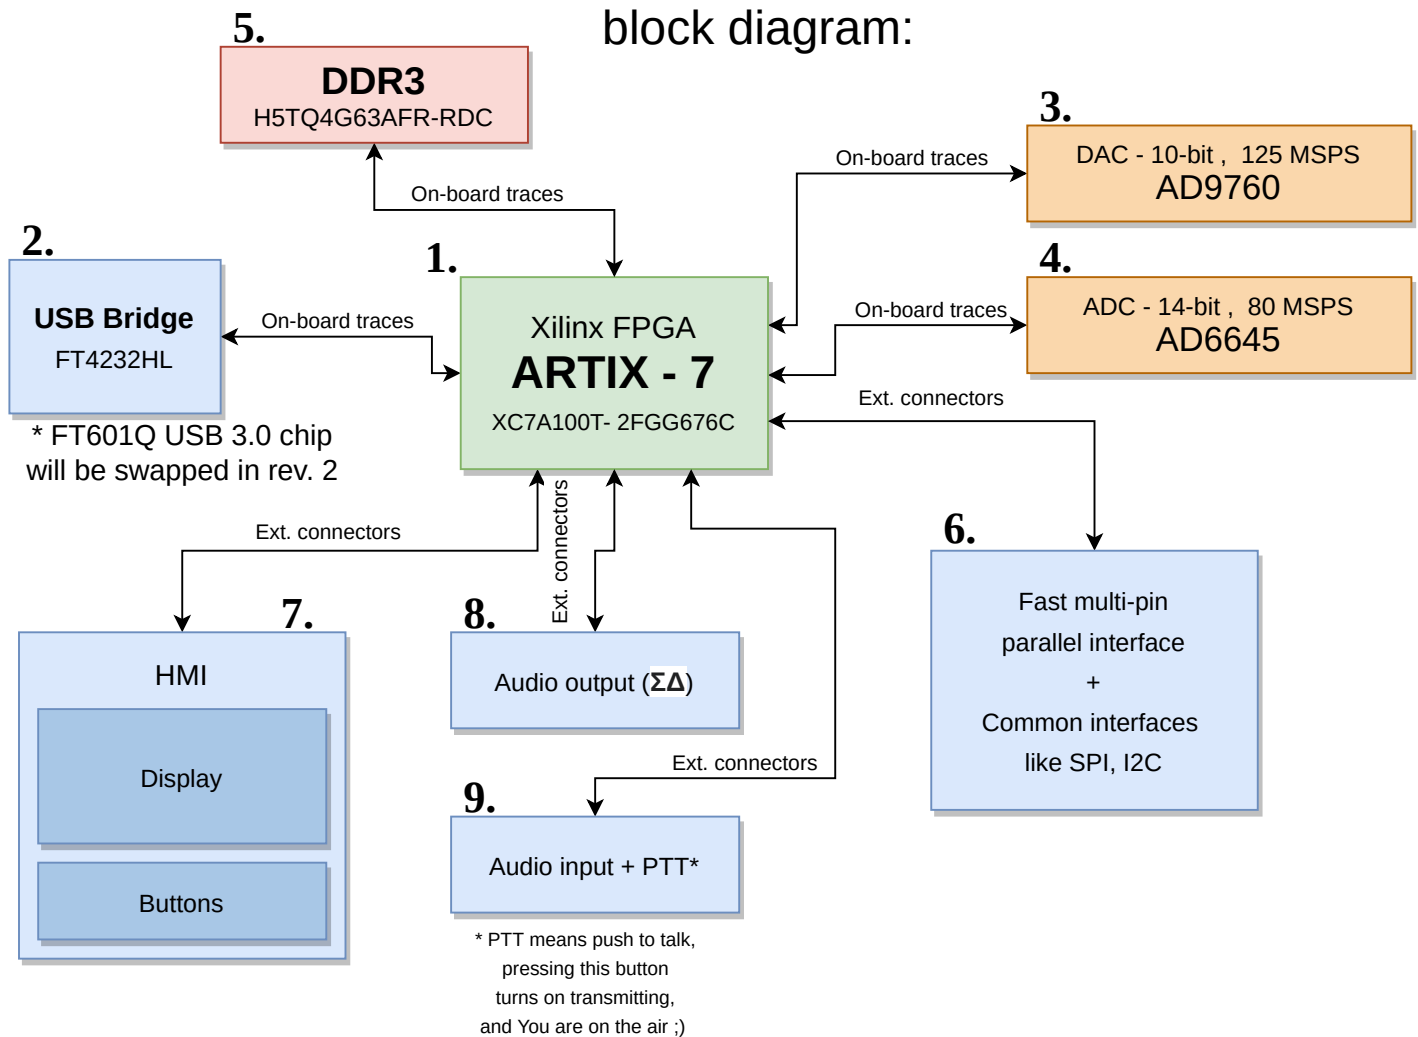 block diagram:
5.
DDR3
H5TQ4G63AFR-RDC
On-board traces
3.
DAC - 10-bit ,  125 MSPS
AD9760
On-board traces
2.
USB Bridge
FT4232HL
On-board traces
* FT601Q USB 3.0 chip
will be swapped in rev. 2
1.
Xilinx FPGA
ARTIX - 7
XC7A100T- 2FGG676C
4.
ADC - 14-bit ,  80 MSPS
AD6645
On-board traces
Ext. connectors
6.
Fast multi-pin
parallel interface
+
Common interfaces
like SPI, I2C
Ext. connectors
7.
HMI
Display
Buttons
Ext. connectors
8.
Audio output (ΣΔ)
Ext. connectors
9.
Audio input + PTT*
* PTT means push to talk,
pressing this button
turns on transmitting,
and You are on the air ;)